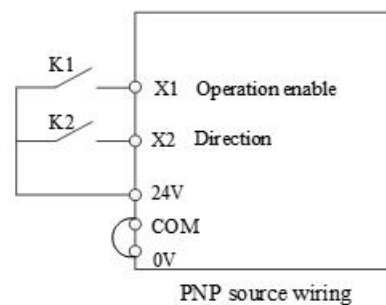 K1
X1 Operation enable
K2
X2 Direction
24V
COM
0V
PNP source wiring